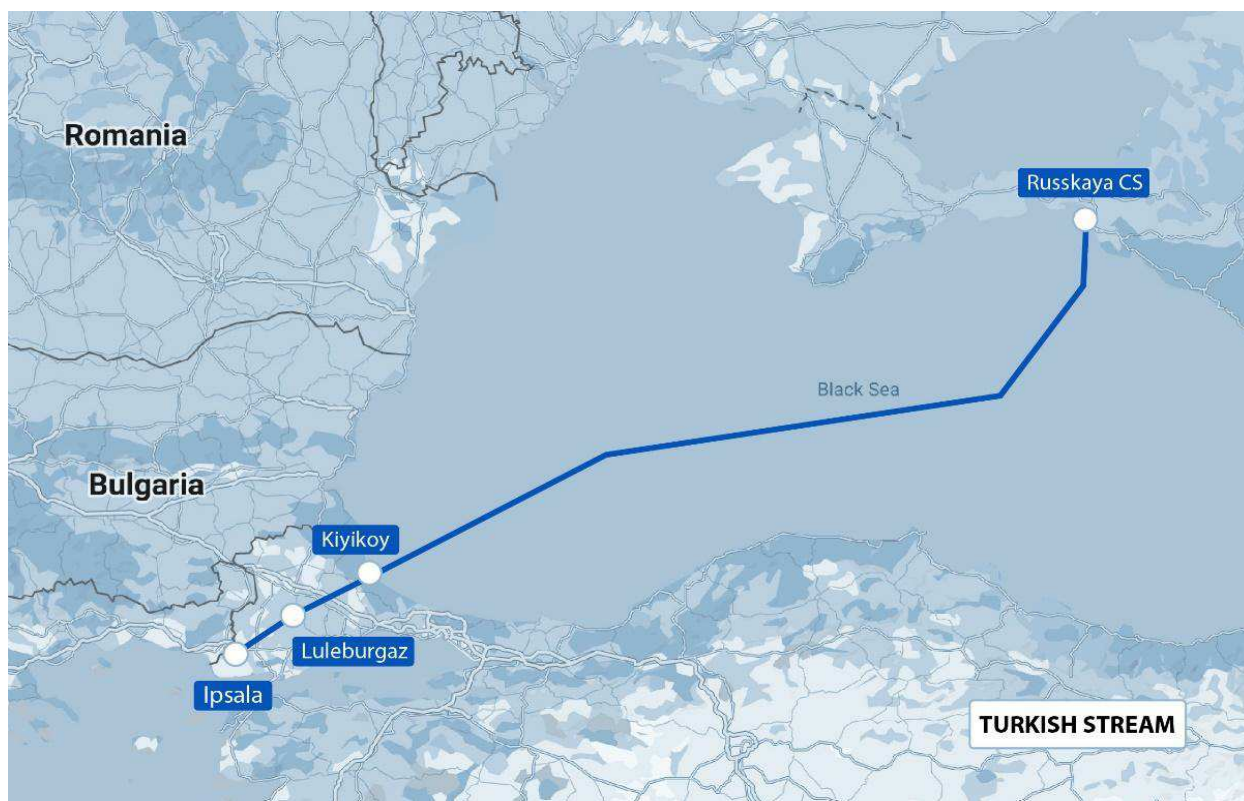 Romania
Russkaya CS
Black Sea
Bulgaria
Kiyikoy
Luleburgaz
Ipsala
TURKISH STREAM